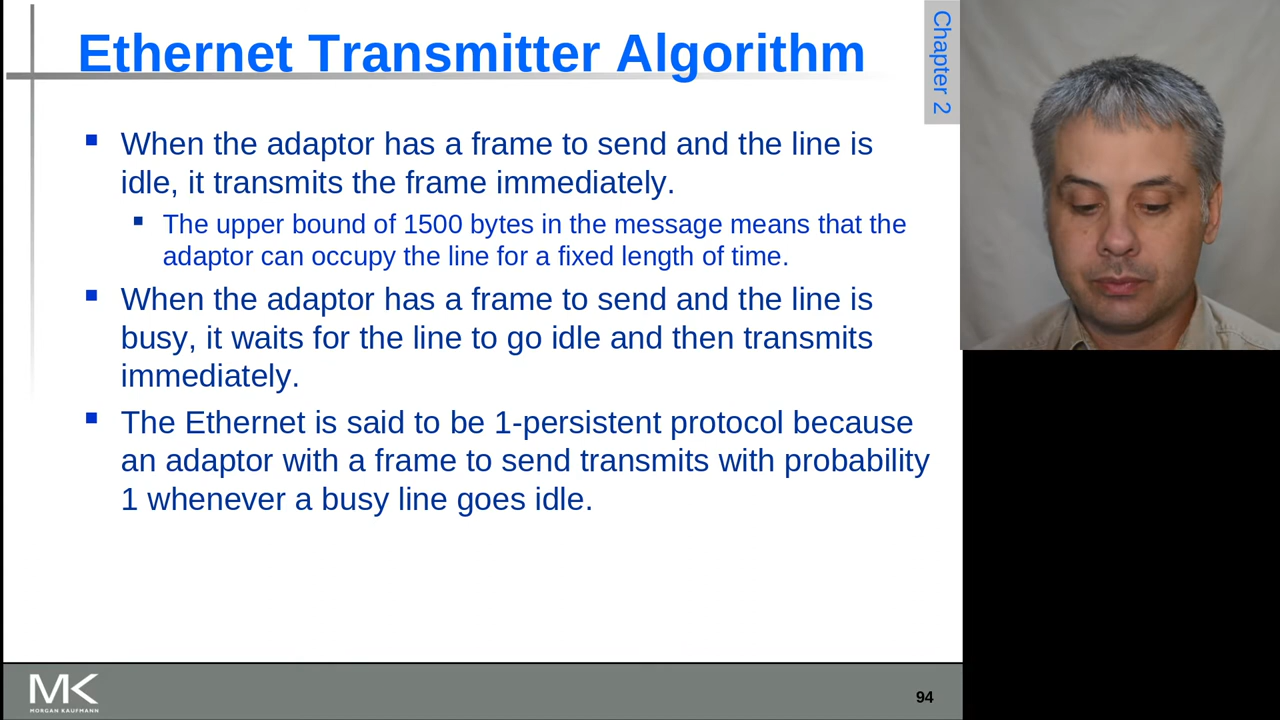 Ethernet Transmitter Algorithm
Chapter 2
When the adaptor has a frame to send and the line is
idle, it transmits the frame immediately.
The upper bound of 1500 bytes in the message means that the
adaptor can occupy the line for a fixed length of time.
When the adaptor has a frame to send and the line is
busy, it waits for the line to go idle and then transmits
immediately.
The Ethernet is said to be 1-persistent protocol because
an adaptor with a frame to send transmits with probability
1 whenever a busy line goes idle.
MK
MORGAN KAUFMANN
94